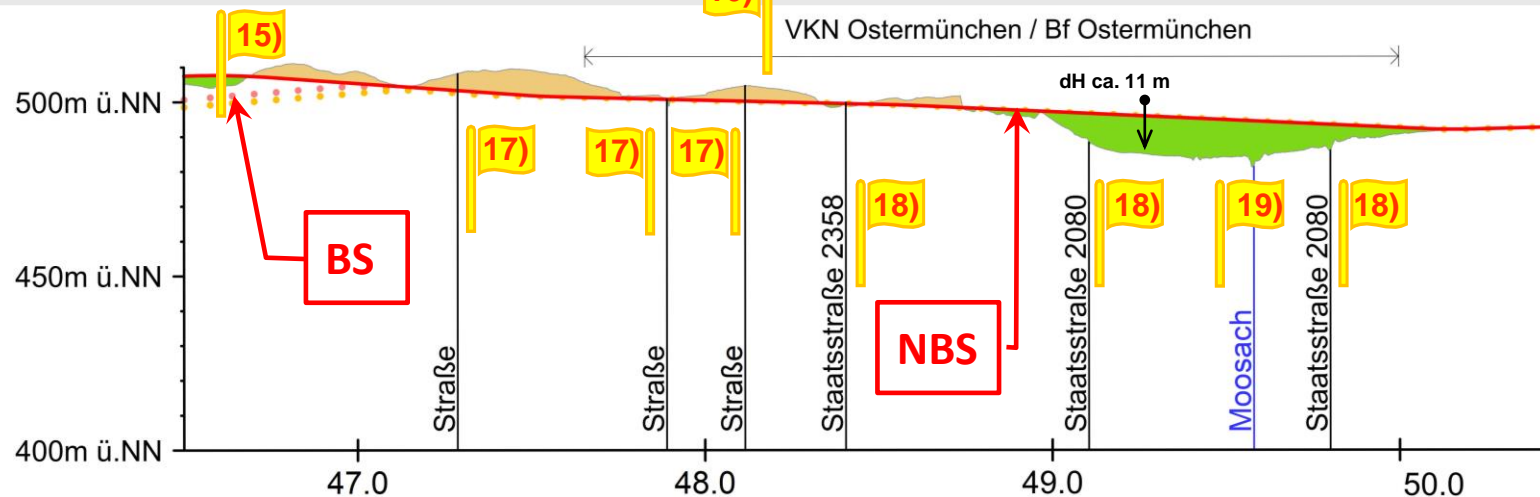 VKN Ostermünchen / Bf Ostermünchen
15)
dH ca. 11 m
500m ü.NN
17)
17)
17)
18)
18)
19)
18)
BS
NBS
450m ü.NN
Straße
Straße
Straße
Staatsstraße 2358
Staatsstraße 2080
Moosach
Staatsstraße 2080
400m ü.NN
47.0
48.0
49.0
50.0